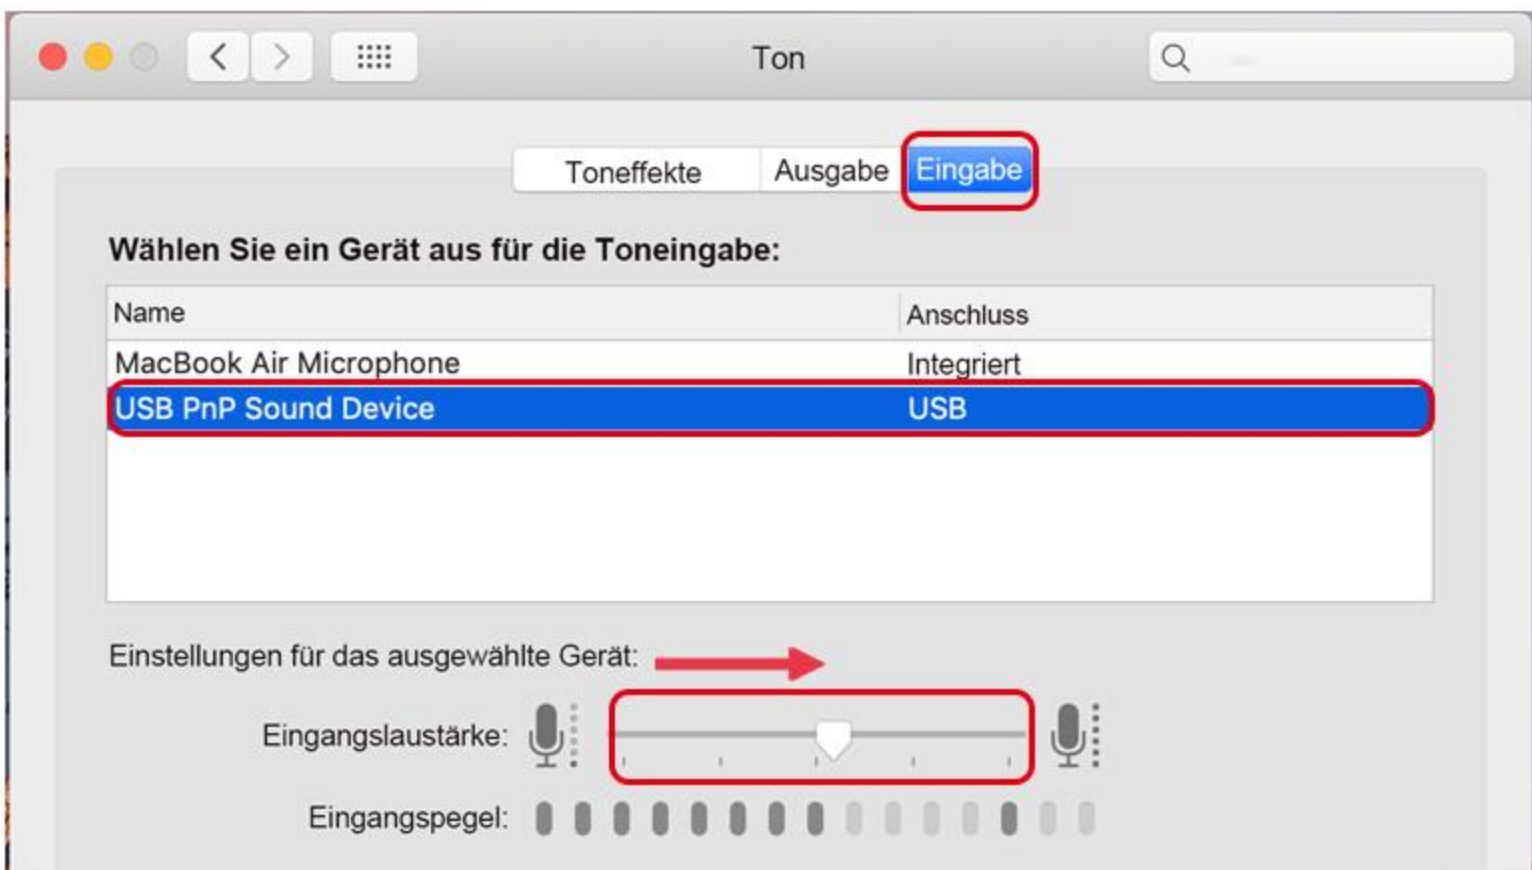 Ton
Toneffekte Ausgabe Eingabe
Wählen Sie ein Gerät aus für die Toneingabe:
Name Anschluss
MacBook Air Microphone Integriert
USB PnP Sound Device USB
Einstellungen für das ausgewählte Gerät:
Eingangslaustärke:
Eingangspegel: